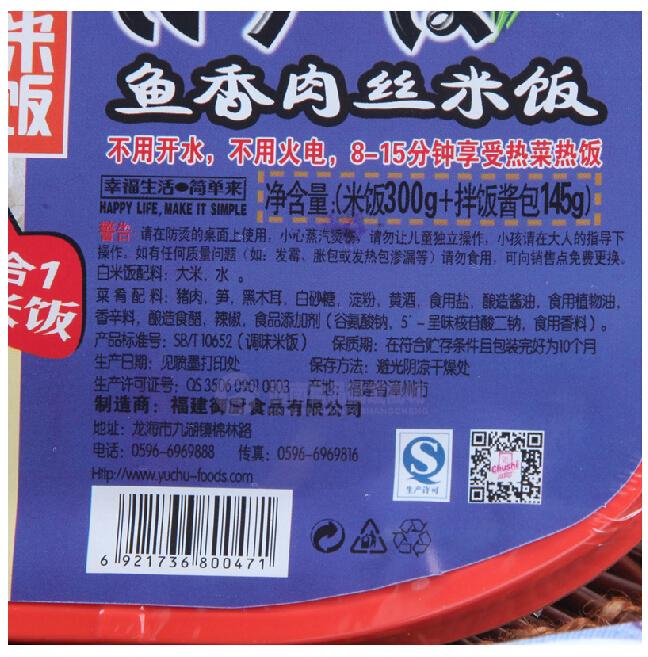 米饭
鱼香肉丝米饭
不用开水，不用火电，8-15分钟享受热菜热饭
幸福生活●简单来
HAPPY LIFE, MAKE IT SIMPLE
净含量:(米饭300g+拌饭酱包145g)
警告 请在防烫的桌面上使用，小心蒸汽烫伤，请勿让儿童独立操作，小孩请在大人的指导下
操作。如有任何质量问题（如：发霉、胀包或发热包渗漏等）请勿食用，可向销售点免费更换。
合1
米饭
白米饭配料：大米、水。
菜肴配料：猪肉、笋、黑木耳、白砂糖、淀粉、黄酒、食用盐、酿造酱油、食用植物油、
香辛料、酿造食醋、辣椒、食品添加剂（谷氨酸钠、5'-呈味核苷酸二钠、食用香料）。
产品标准号：SB/T 10652（调味米饭） 保质期：在符合贮存条件且包装完好为10个月
生产日期：见喷墨打印处 保存方法：避光阴凉干燥处
生产许可证号：QS 3506 0901 0003 产地：福建省漳州市
制造商：福建御厨食品有限公司
地址：龙海市九湖镇棉林路
电话：0596-6969888 传真：0596-6969816
Http://www.yuchu-foods.com
QS
生产许可
Chushi
6 921736 800471